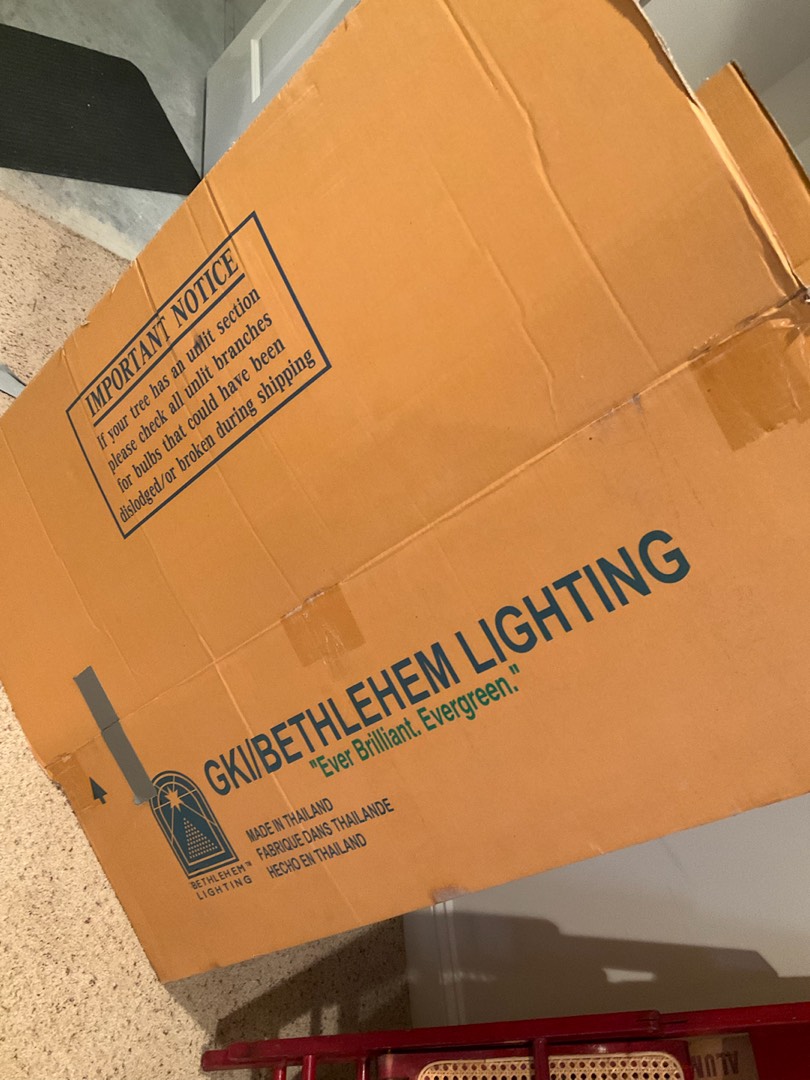 IMPORTANT NOTICE
If your tree has an unlit section
please check all unlit branches
for bulbs that could have been
dislodged/or broken during shipping
GKI/BETHLEHEM LIGHTING
"Ever Brilliant. Evergreen."
MADE IN THAILAND
FABRIQUE DANS THAILANDE
HECHO EN THAILAND
BETHLEHEM™
LIGHTING